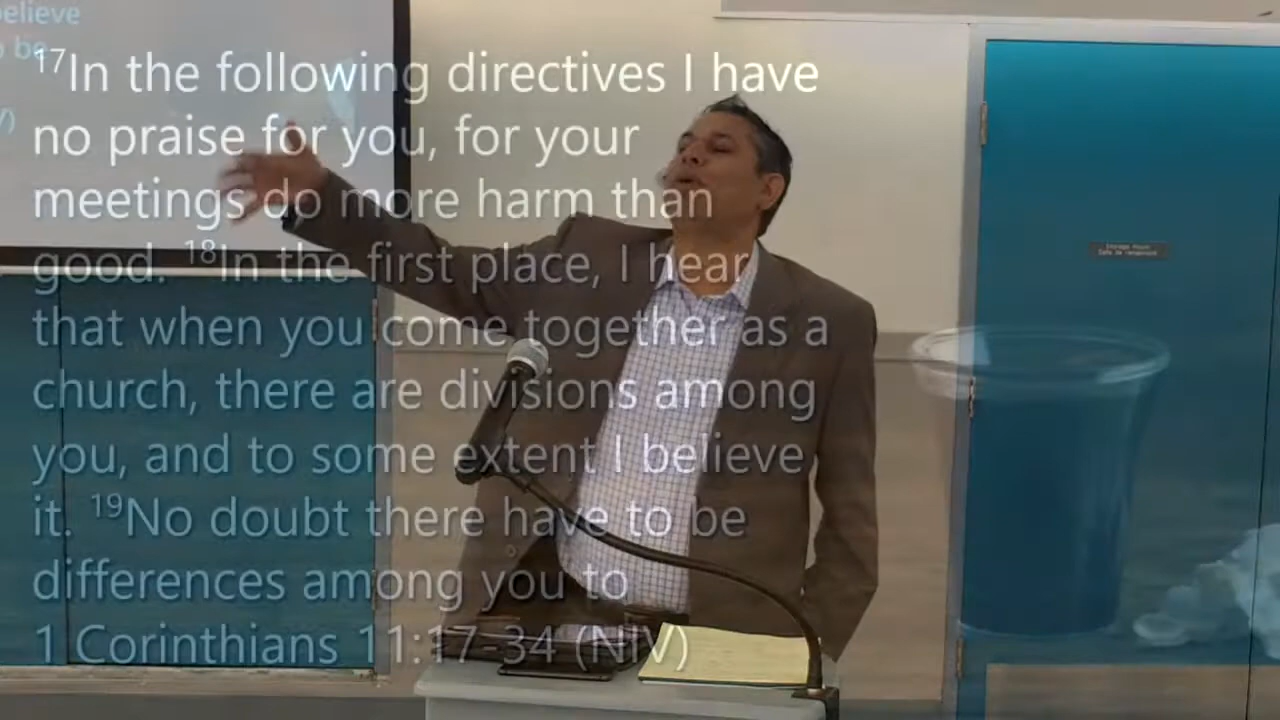 elieve
o be
V)
17In the following directives I have
no praise for you, for your
meetings do more harm than
good. 18In the first place, I hear
that when you come together as a
church, there are divisions among
you, and to some extent I believe
it. 19No doubt there have to be
differences among you to
1 Corinthians 11:17-34 (NIV)